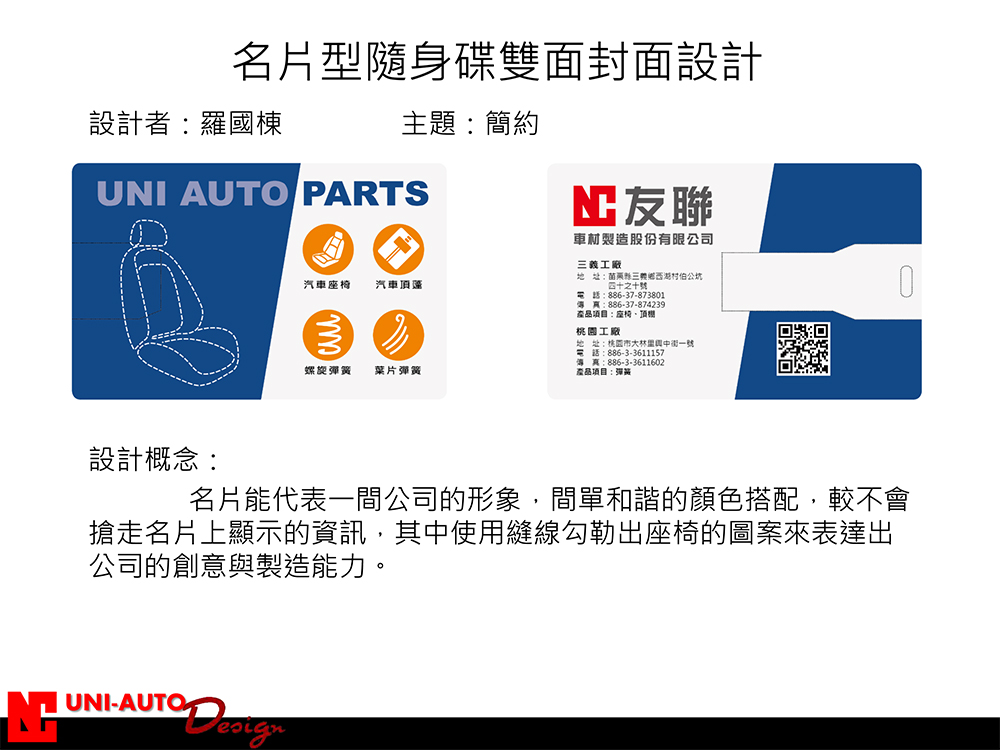 名片型隨身碟雙面封面設計
設計者：羅國棟
主題：簡約
UNI AUTO PARTS
汽車座椅
汽車頂蓬
螺旋彈簧
葉片彈簧
友聯
車材製造股份有限公司
三義工廠
地　址：苗栗縣三義鄉西湖村伯公坑
四十之十號
電　話：886-37-873801
傳　真：886-37-874239
產品項目：座椅、頂棚
桃園工廠
地　址：桃園市大林里興中街一號
電　話：886-3-3611157
傳　真：886-3-3611602
產品項目：彈簧
設計概念：
名片能代表一間公司的形象，間單和諧的顏色搭配，較不會
搶走名片上顯示的資訊，其中使用縫線勾勒出座椅的圖案來表達出
公司的創意與製造能力。
UNI-AUTO Design